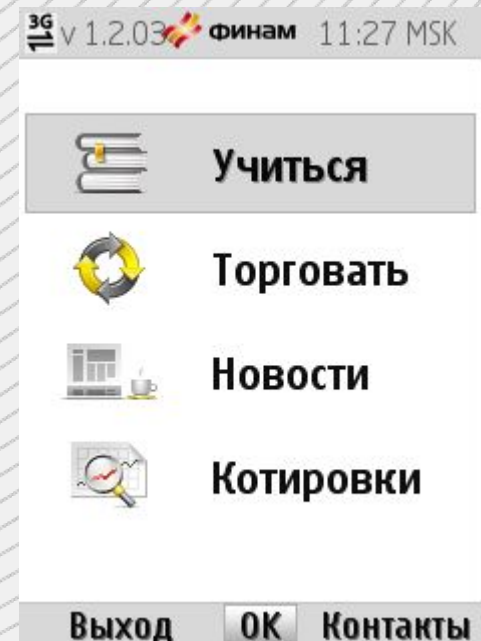 3G v 1.2.03 финам 11:27 MSK
Учиться
Торговать
Новости
Котировки
Выход OK Контакты